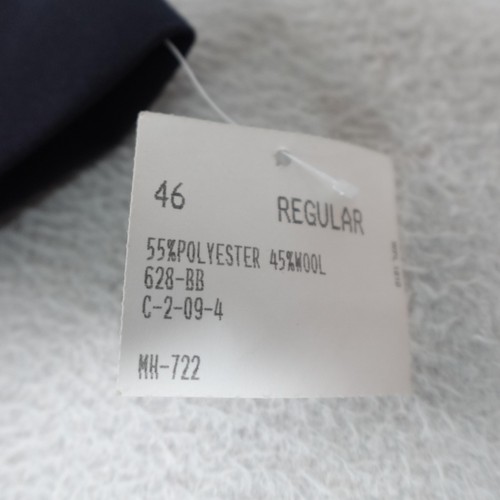 46 REGULAR
55%POLYESTER 45%WOOL
628-BB
C-2-09-4
MH-722